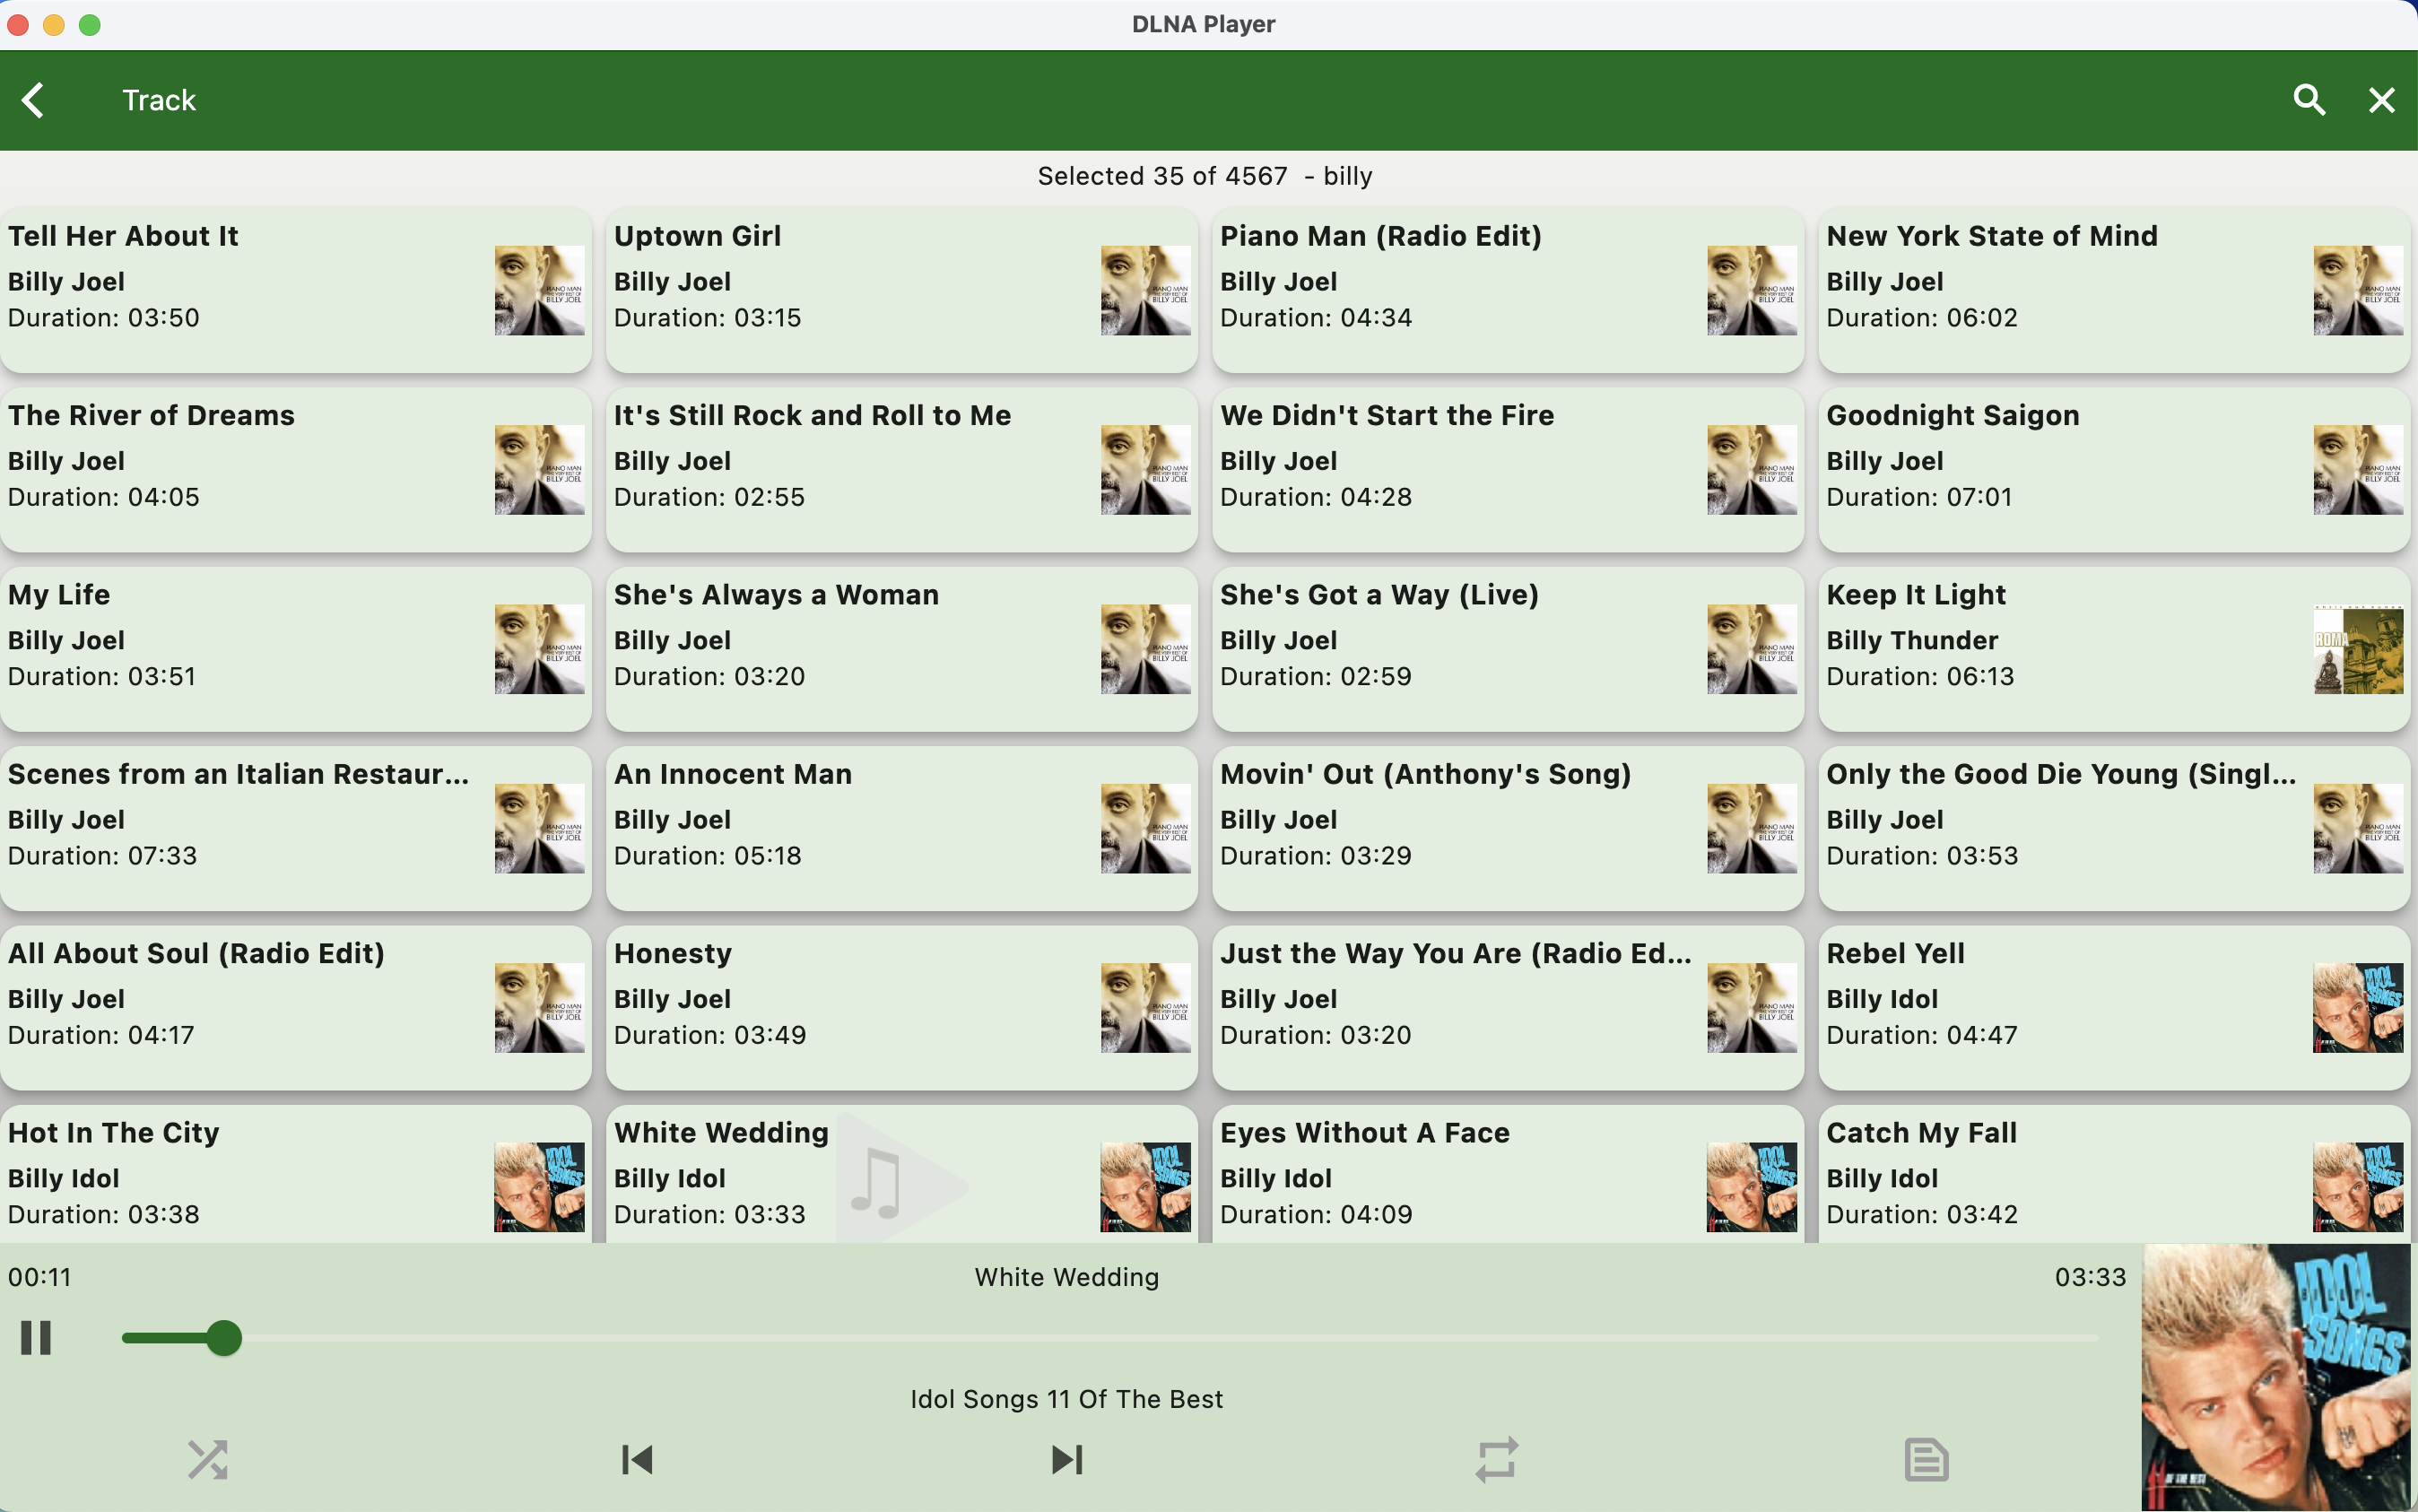 DLNA Player
Track
Selected 35 of 4567 - billy
Tell Her About It
Billy Joel
Duration: 03:50
Uptown Girl
Billy Joel
Duration: 03:15
Piano Man (Radio Edit)
Billy Joel
Duration: 04:34
New York State of Mind
Billy Joel
Duration: 06:02
The River of Dreams
Billy Joel
Duration: 04:05
It's Still Rock and Roll to Me
Billy Joel
Duration: 02:55
We Didn't Start the Fire
Billy Joel
Duration: 04:28
Goodnight Saigon
Billy Joel
Duration: 07:01
My Life
Billy Joel
Duration: 03:51
She's Always a Woman
Billy Joel
Duration: 03:20
She's Got a Way (Live)
Billy Joel
Duration: 02:59
Keep It Light
Billy Thunder
Duration: 06:13
ROMA
Scenes from an Italian Restaur...
Billy Joel
Duration: 07:33
An Innocent Man
Billy Joel
Duration: 05:18
Movin' Out (Anthony's Song)
Billy Joel
Duration: 03:29
Only the Good Die Young (Singl...
Billy Joel
Duration: 03:53
All About Soul (Radio Edit)
Billy Joel
Duration: 04:17
Honesty
Billy Joel
Duration: 03:49
Just the Way You Are (Radio Ed...
Billy Joel
Duration: 03:20
Rebel Yell
Billy Idol
Duration: 04:47
Hot In The City
Billy Idol
Duration: 03:38
White Wedding
Billy Idol
Duration: 03:33
Eyes Without A Face
Billy Idol
Duration: 04:09
Catch My Fall
Billy Idol
Duration: 03:42
00:11
White Wedding
03:33
Idol Songs 11 Of The Best
IDOL
SONGS
11 OF THE BEST